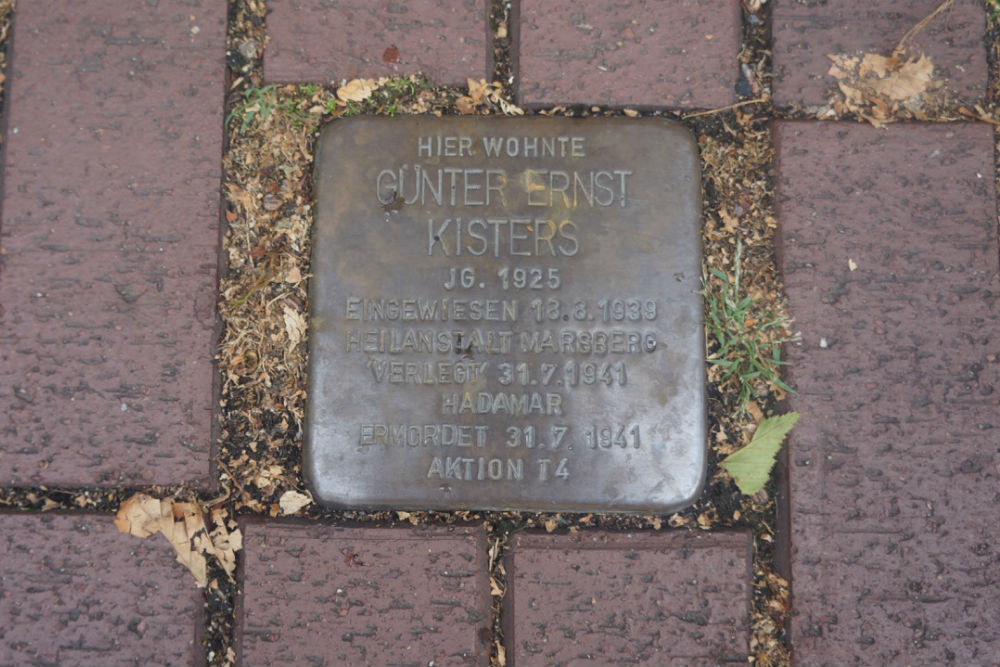 HIER WOHNTE
GÜNTER ERNST
KISTERS
JG. 1925
EINGEWIESEN 18.8.1939
HEILANSTALT MARSBERG
'VERLEGT' 31.7.1941
HADAMAR
ERMORDET 31.7.1941
AKTION T4